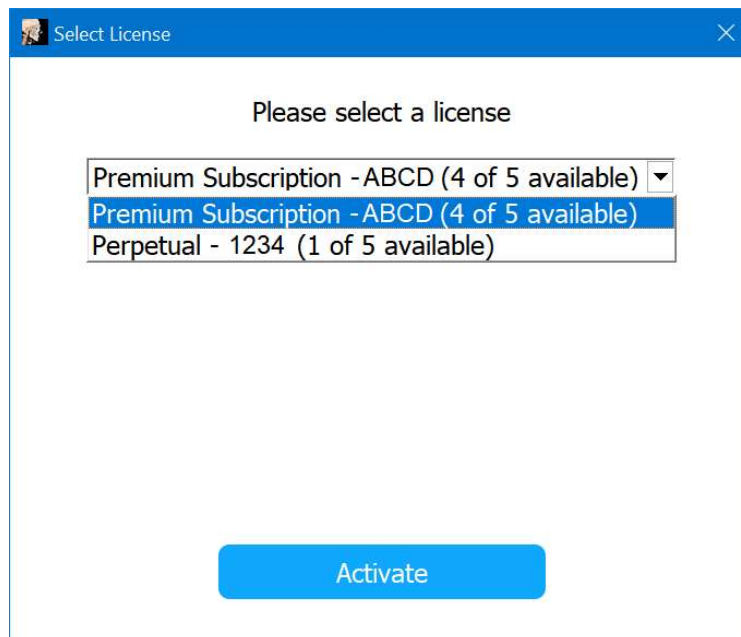 Select License
Please select a license
Premium Subscription - ABCD (4 of 5 available)
Premium Subscription - ABCD (4 of 5 available)
Perpetual - 1234 (1 of 5 available)
Activate